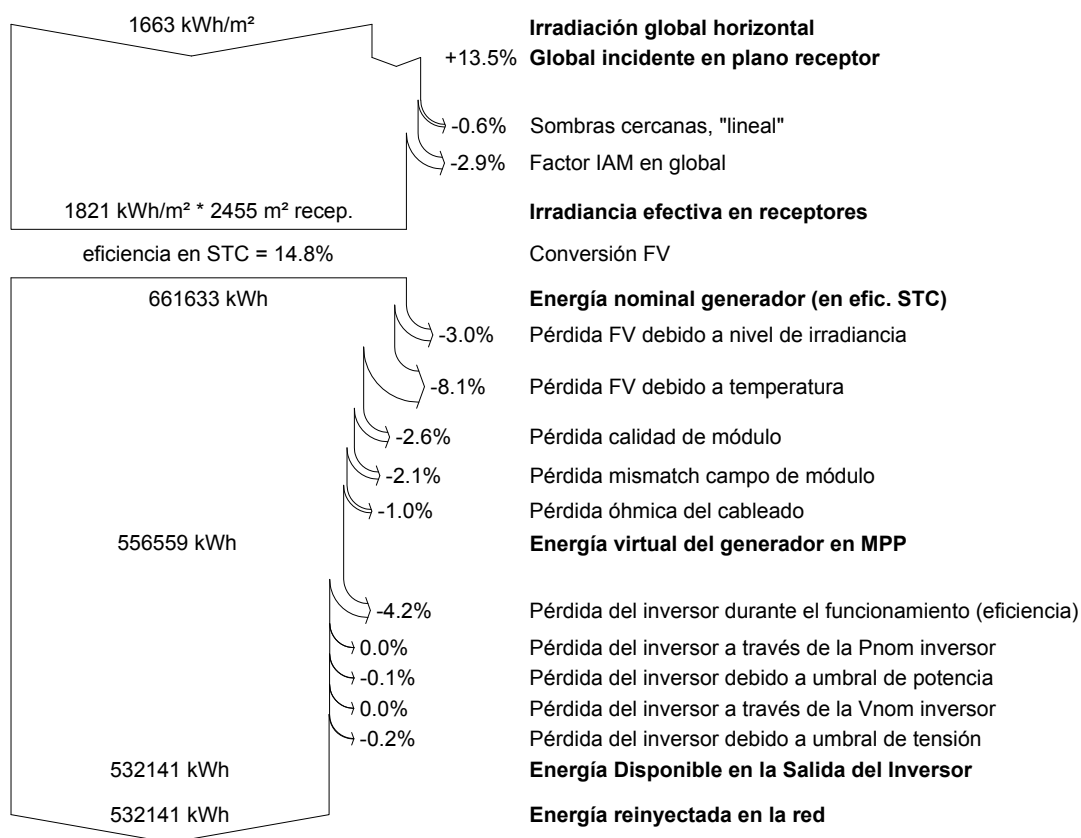 1663 kWh/m² Irradiación global horizontal
+13.5% Global incidente en plano receptor
-0.6% Sombras cercanas, "lineal"
-2.9% Factor IAM en global
1821 kWh/m² * 2455 m² recep. Irradiancia efectiva en receptores
eficiencia en STC = 14.8% Conversión FV
661633 kWh Energía nominal generador (en efic. STC)
-3.0% Pérdida FV debido a nivel de irradiancia
-8.1% Pérdida FV debido a temperatura
-2.6% Pérdida calidad de módulo
-2.1% Pérdida mismatch campo de módulo
-1.0% Pérdida óhmica del cableado
556559 kWh Energía virtual del generador en MPP
-4.2% Pérdida del inversor durante el funcionamiento (eficiencia)
0.0% Pérdida del inversor a través de la Pnom inversor
-0.1% Pérdida del inversor debido a umbral de potencia
0.0% Pérdida del inversor a través de la Vnom inversor
-0.2% Pérdida del inversor debido a umbral de tensión
532141 kWh Energía Disponible en la Salida del Inversor
532141 kWh Energía reinyectada en la red